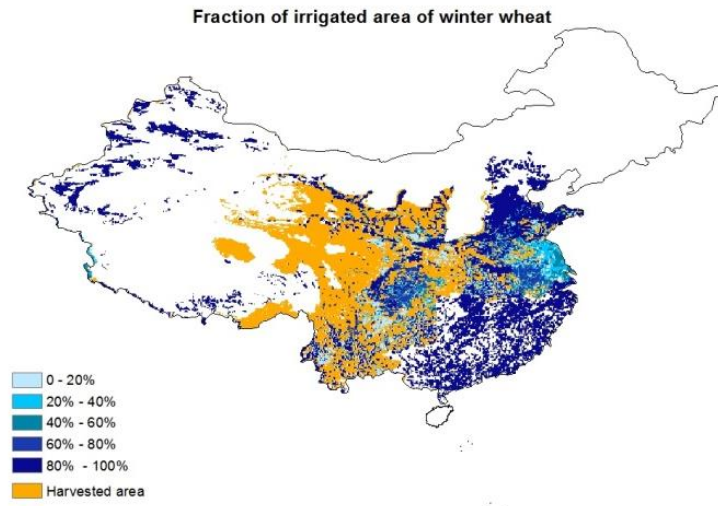 Fraction of irrigated area of winter wheat
0 - 20%
20% - 40%
40% - 60%
60% - 80%
80% - 100%
Harvested area